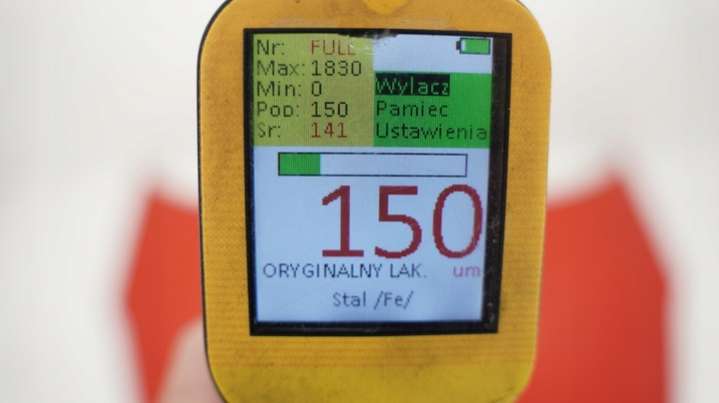 Nr: FULL
Max: 1830
Min: 0
Pop: 150
Sr: 141
Wylacz
Pamiec
Ustawienia
150
ORYGINALNY LAK. um
Stal /Fe/